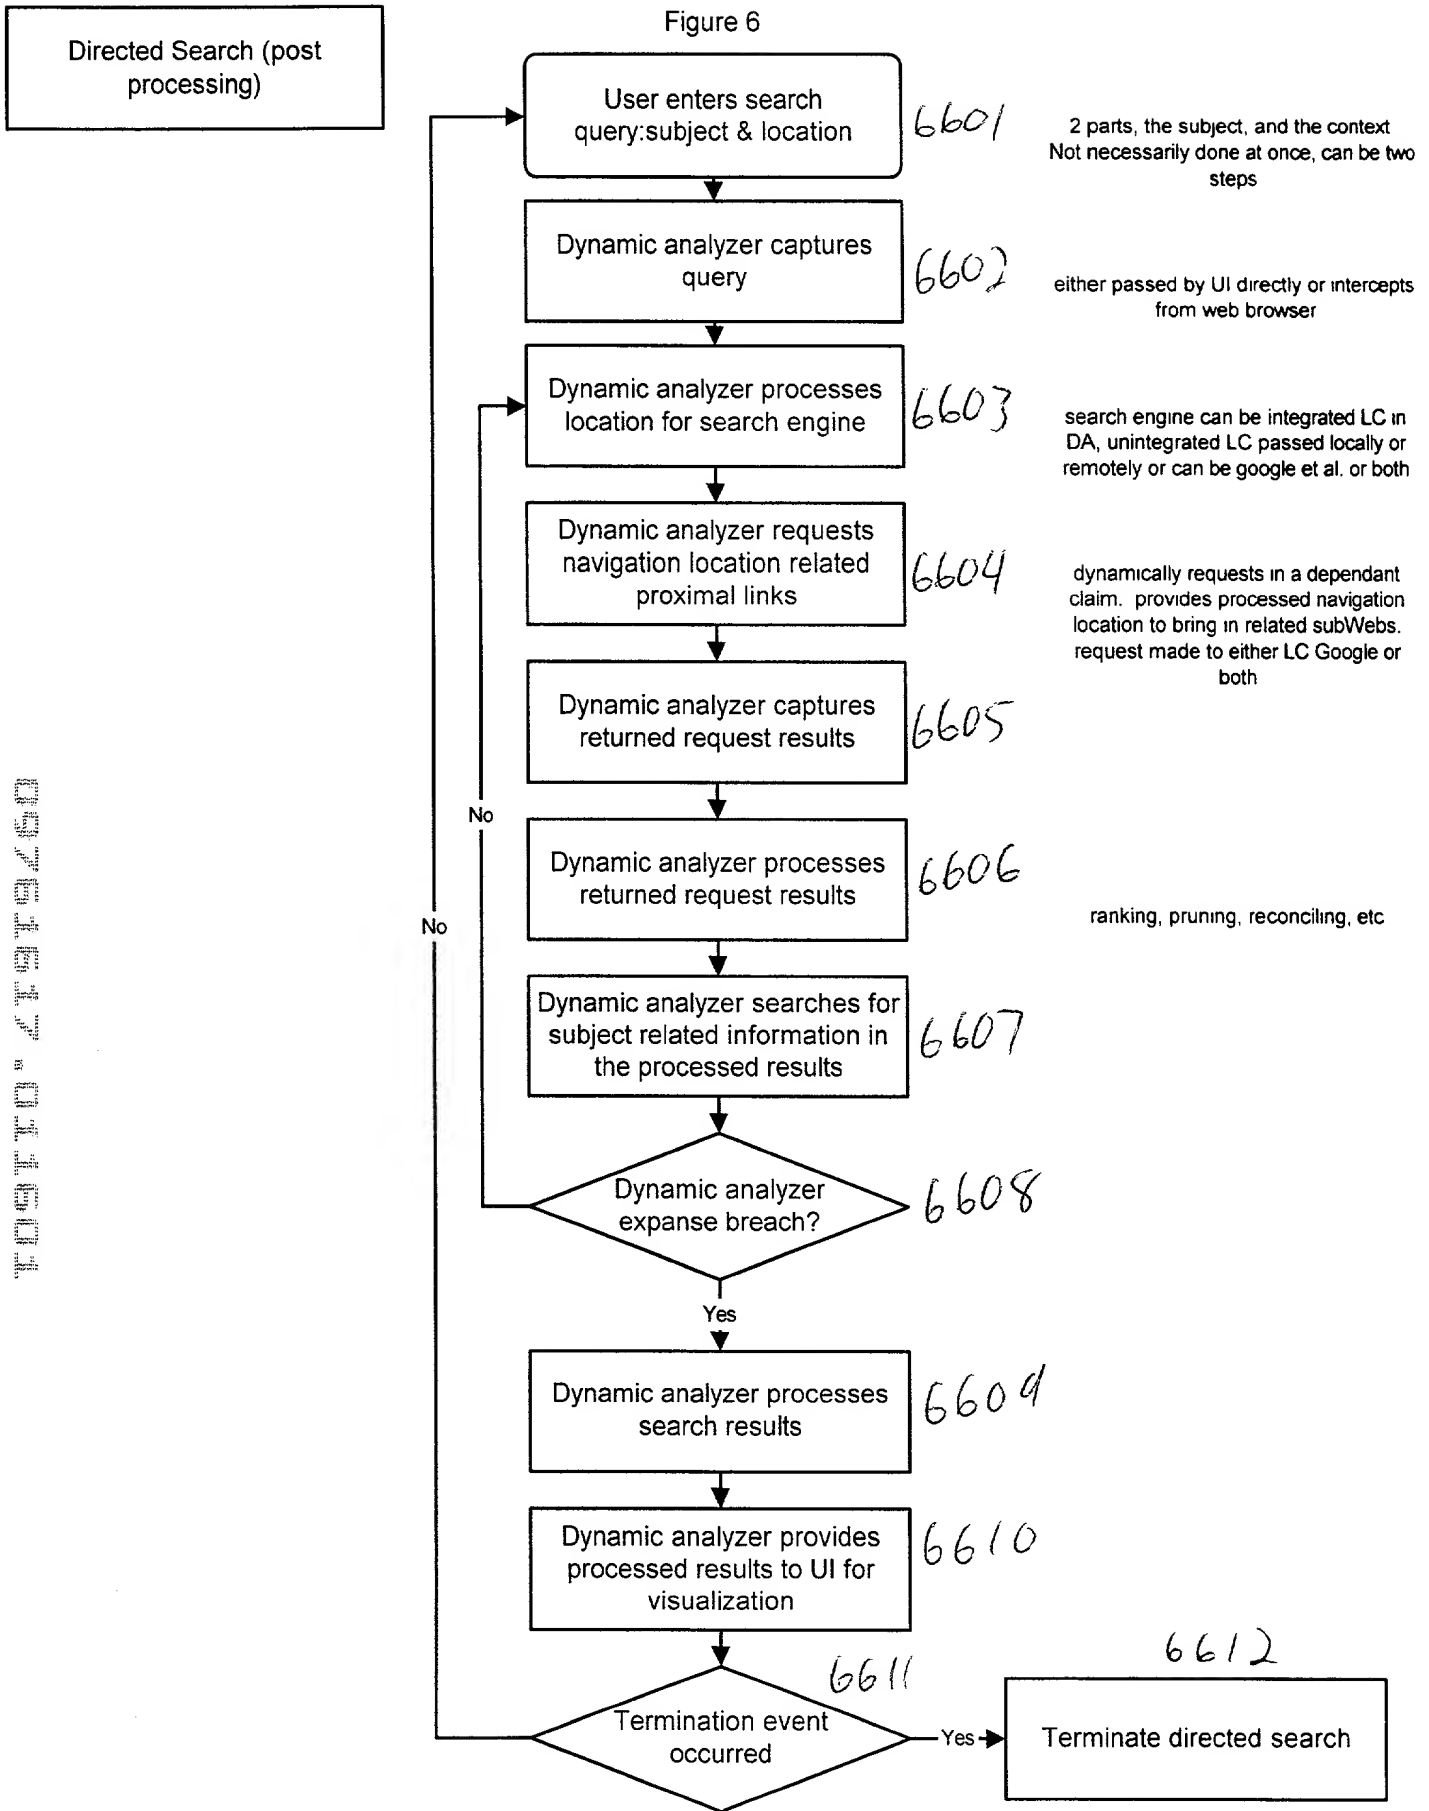 Figure 6
Directed Search (post
processing)
User enters search
query:subject & location
6601
2 parts, the subject, and the context
Not necessarily done at once, can be two
steps
Dynamic analyzer captures
query
6602
either passed by UI directly or intercepts
from web browser
Dynamic analyzer processes
location for search engine
6603
search engine can be integrated LC in
DA, unintegrated LC passed locally or
remotely or can be google et al. or both
Dynamic analyzer requests
navigation location related
proximal links
6604
dynamically requests in a dependant
claim. provides processed navigation
location to bring in related subWebs.
request made to either LC Google or
both
Dynamic analyzer captures
returned request results
6605
No
Dynamic analyzer processes
returned request results
6606
ranking, pruning, reconciling, etc
No
Dynamic analyzer searches for
subject related information in
the processed results
6607
Dynamic analyzer
expanse breach?
6608
Yes
Dynamic analyzer processes
search results
6609
Dynamic analyzer provides
processed results to UI for
visualization
6610
Termination event
occurred
6611
Yes
6612
Terminate directed search
09761617.011601